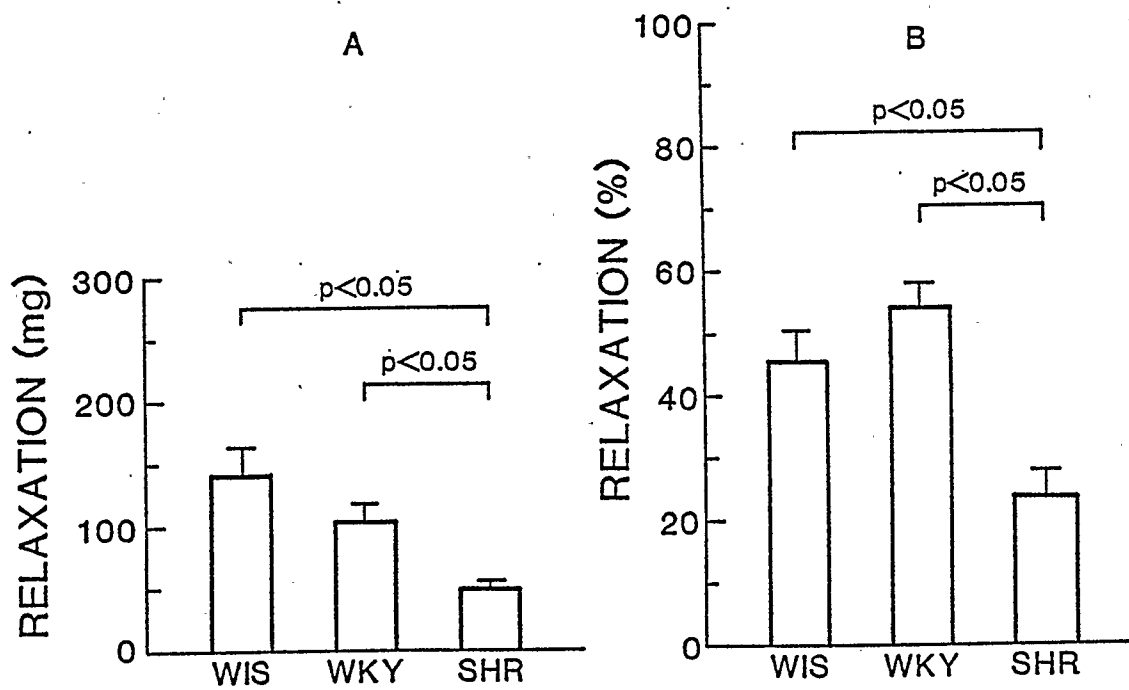 A
RELAXATION (mg)
300
200
100
0
p<0.05
p<0.05
WIS WKY SHR
B
RELAXATION (%)
100
80
60
40
20
0
p<0.05
p<0.05
WIS WKY SHR